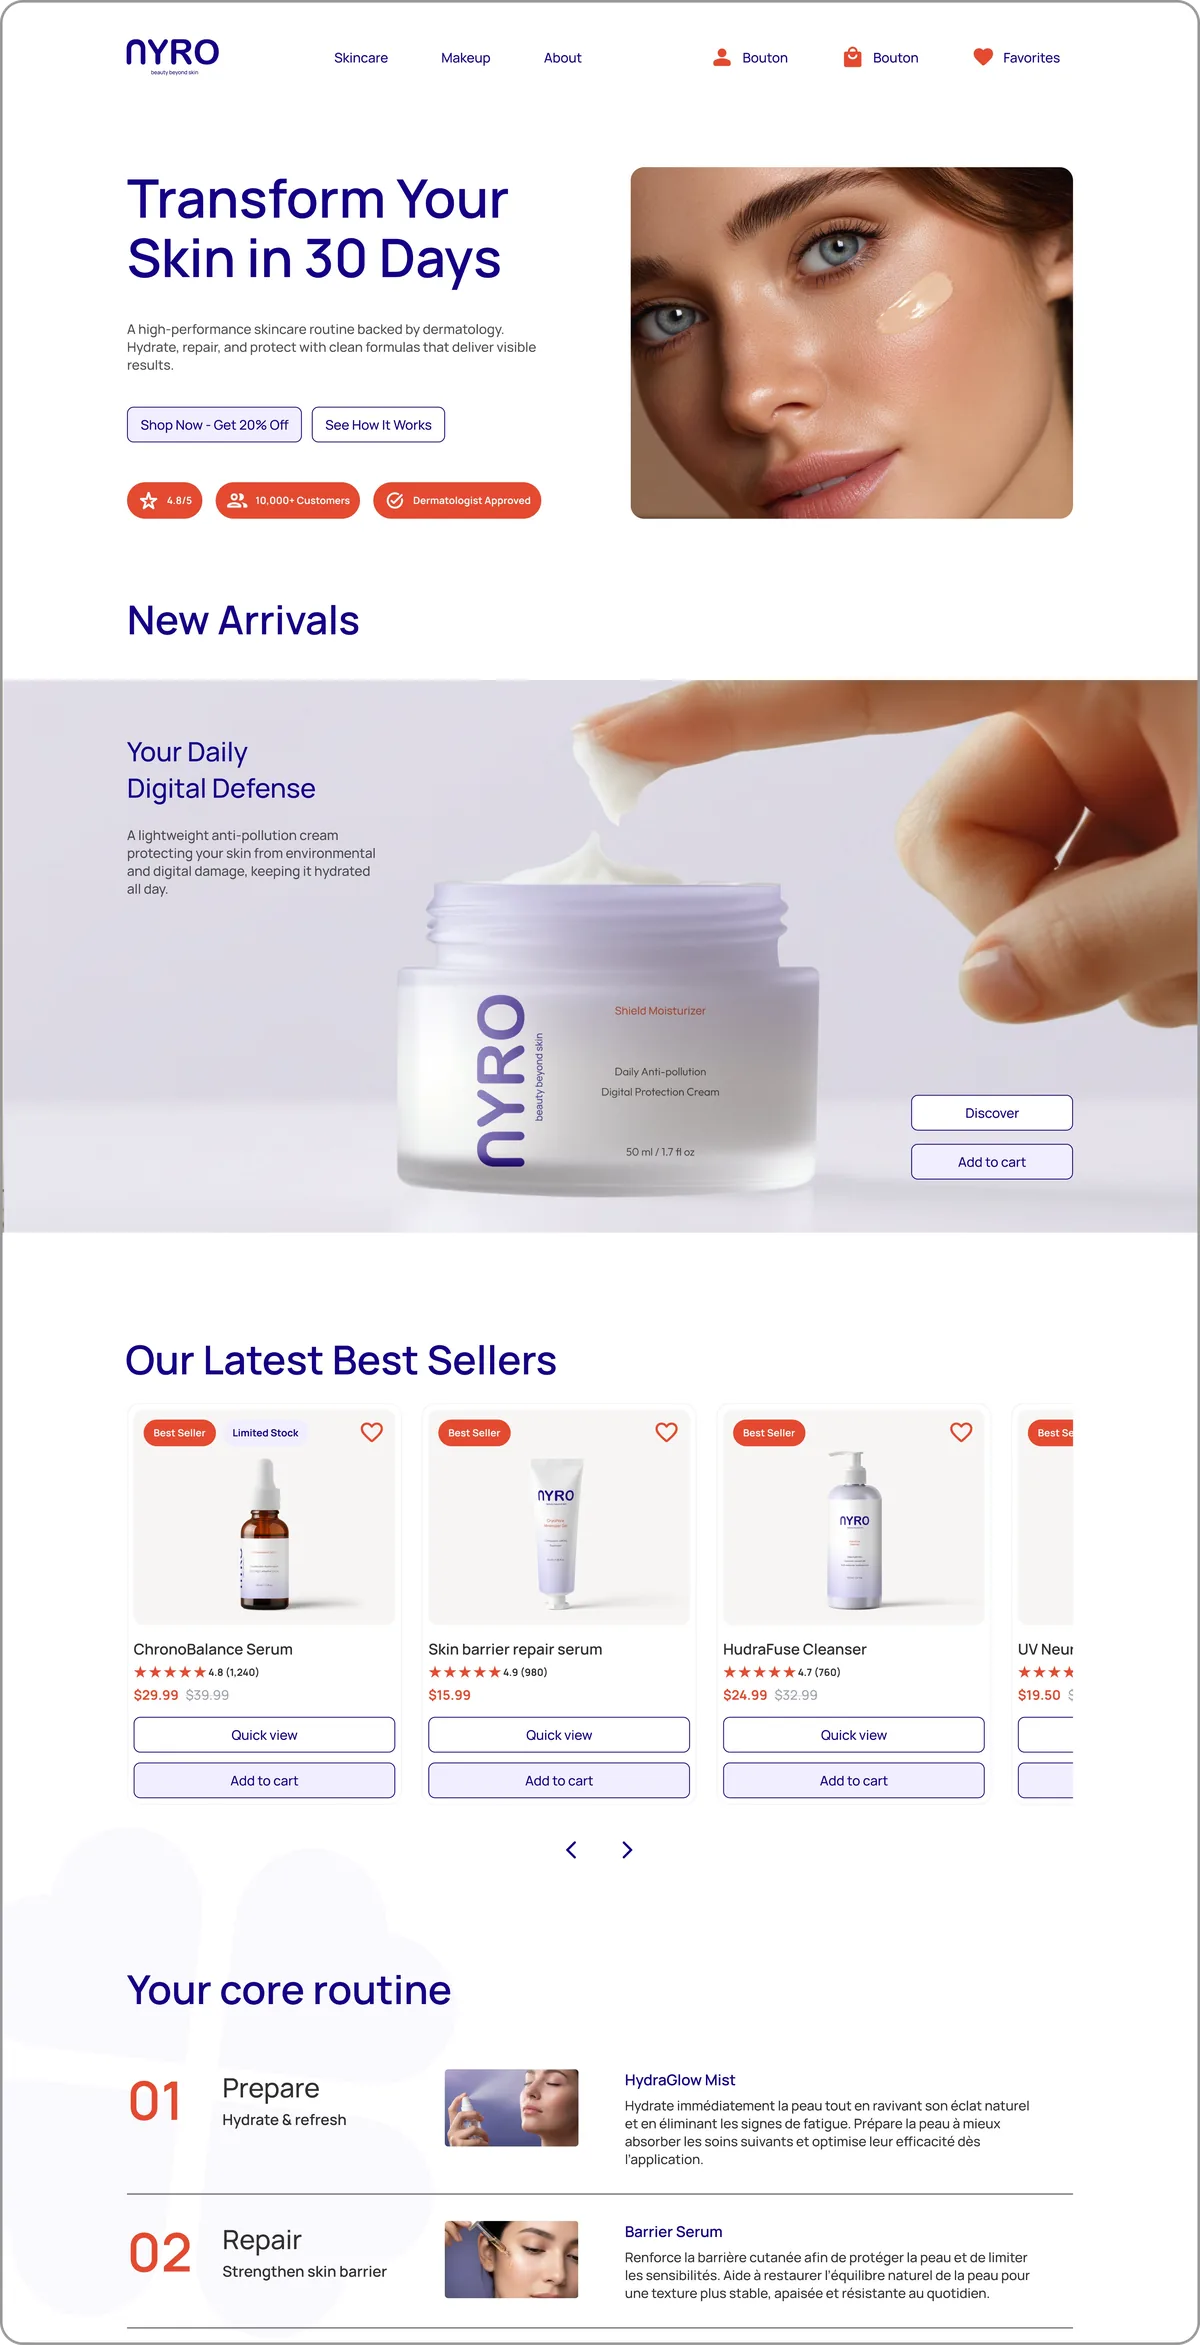 NYRO
beauty beyond skin
Skincare
Makeup
About
Bouton
Bouton
Favorites
Transform Your
Skin in 30 Days
A high-performance skincare routine backed by dermatology.
Hydrate, repair, and protect with clean formulas that deliver visible
results.
Shop Now - Get 20% Off
See How It Works
4.8/5
10,000+ Customers
Dermatologist Approved
New Arrivals
Your Daily
Digital Defense
A lightweight anti-pollution cream
protecting your skin from environmental
and digital damage, keeping it hydrated
all day.
NYRO
beauty beyond skin
Shield Moisturizer
Daily Anti-pollution
Digital Protection Cream
50 ml / 1.7 fl oz
Discover
Add to cart
Our Latest Best Sellers
Best Seller
Limited Stock
ChronoBalance Serum
4.8 (1,240)
$29.99 $39.99
Quick view
Add to cart
Best Seller
NYRO
Skin barrier repair serum
4.9 (980)
$15.99
Quick view
Add to cart
Best Seller
NYRO
HudraFuse Cleanser
4.7 (760)
$24.99 $32.99
Quick view
Add to cart
Best Se
UV Neur
$19.50
Your core routine
01
Prepare
Hydrate & refresh
HydraGlow Mist
Hydrate immédiatement la peau tout en ravivant son éclat naturel
et en éliminant les signes de fatigue. Prépare la peau à mieux
absorber les soins suivants et optimise leur efficacité dès
l'application.
02
Repair
Strengthen skin barrier
Barrier Serum
Renforce la barrière cutanée afin de protéger la peau et de limiter
les sensibilités. Aide à restaurer l'équilibre naturel de la peau pour
une texture plus stable, apaisée et résistante au quotidien.